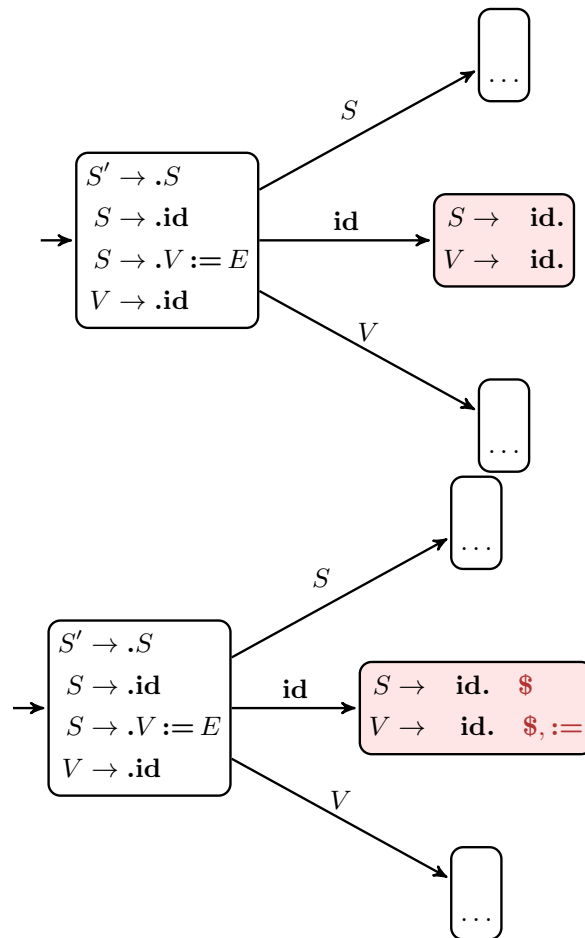 S
...
S′ → .S
S → .id
S → .V := E
V → .id
id
S → id.
V → id.
V
...
S
...
S′ → .S
S → .id
S → .V := E
V → .id
id
S → id. $
V → id. $, :=
V
...